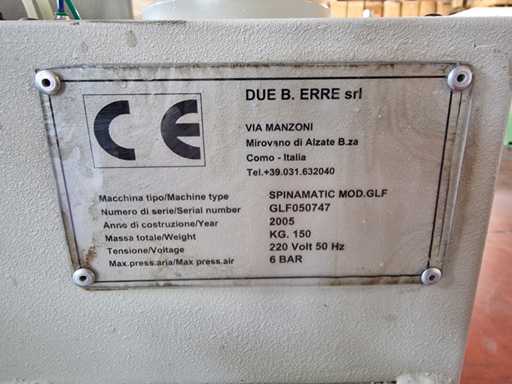 CE
DUE B. ERRE srl
VIA MANZONI
Mirovano di Alzate B.za
Como - Italia
Tel.+39.031.632040
Macchina tipo/Machine type SPINAMATIC MOD.GLF
Numero di serie/Serial number GLF050747
Anno di costruzione/Year 2005
Massa totale/Weight KG. 150
Tensione/Voltage 220 Volt 50 Hz
Max.press.aria/Max press.air 6 BAR